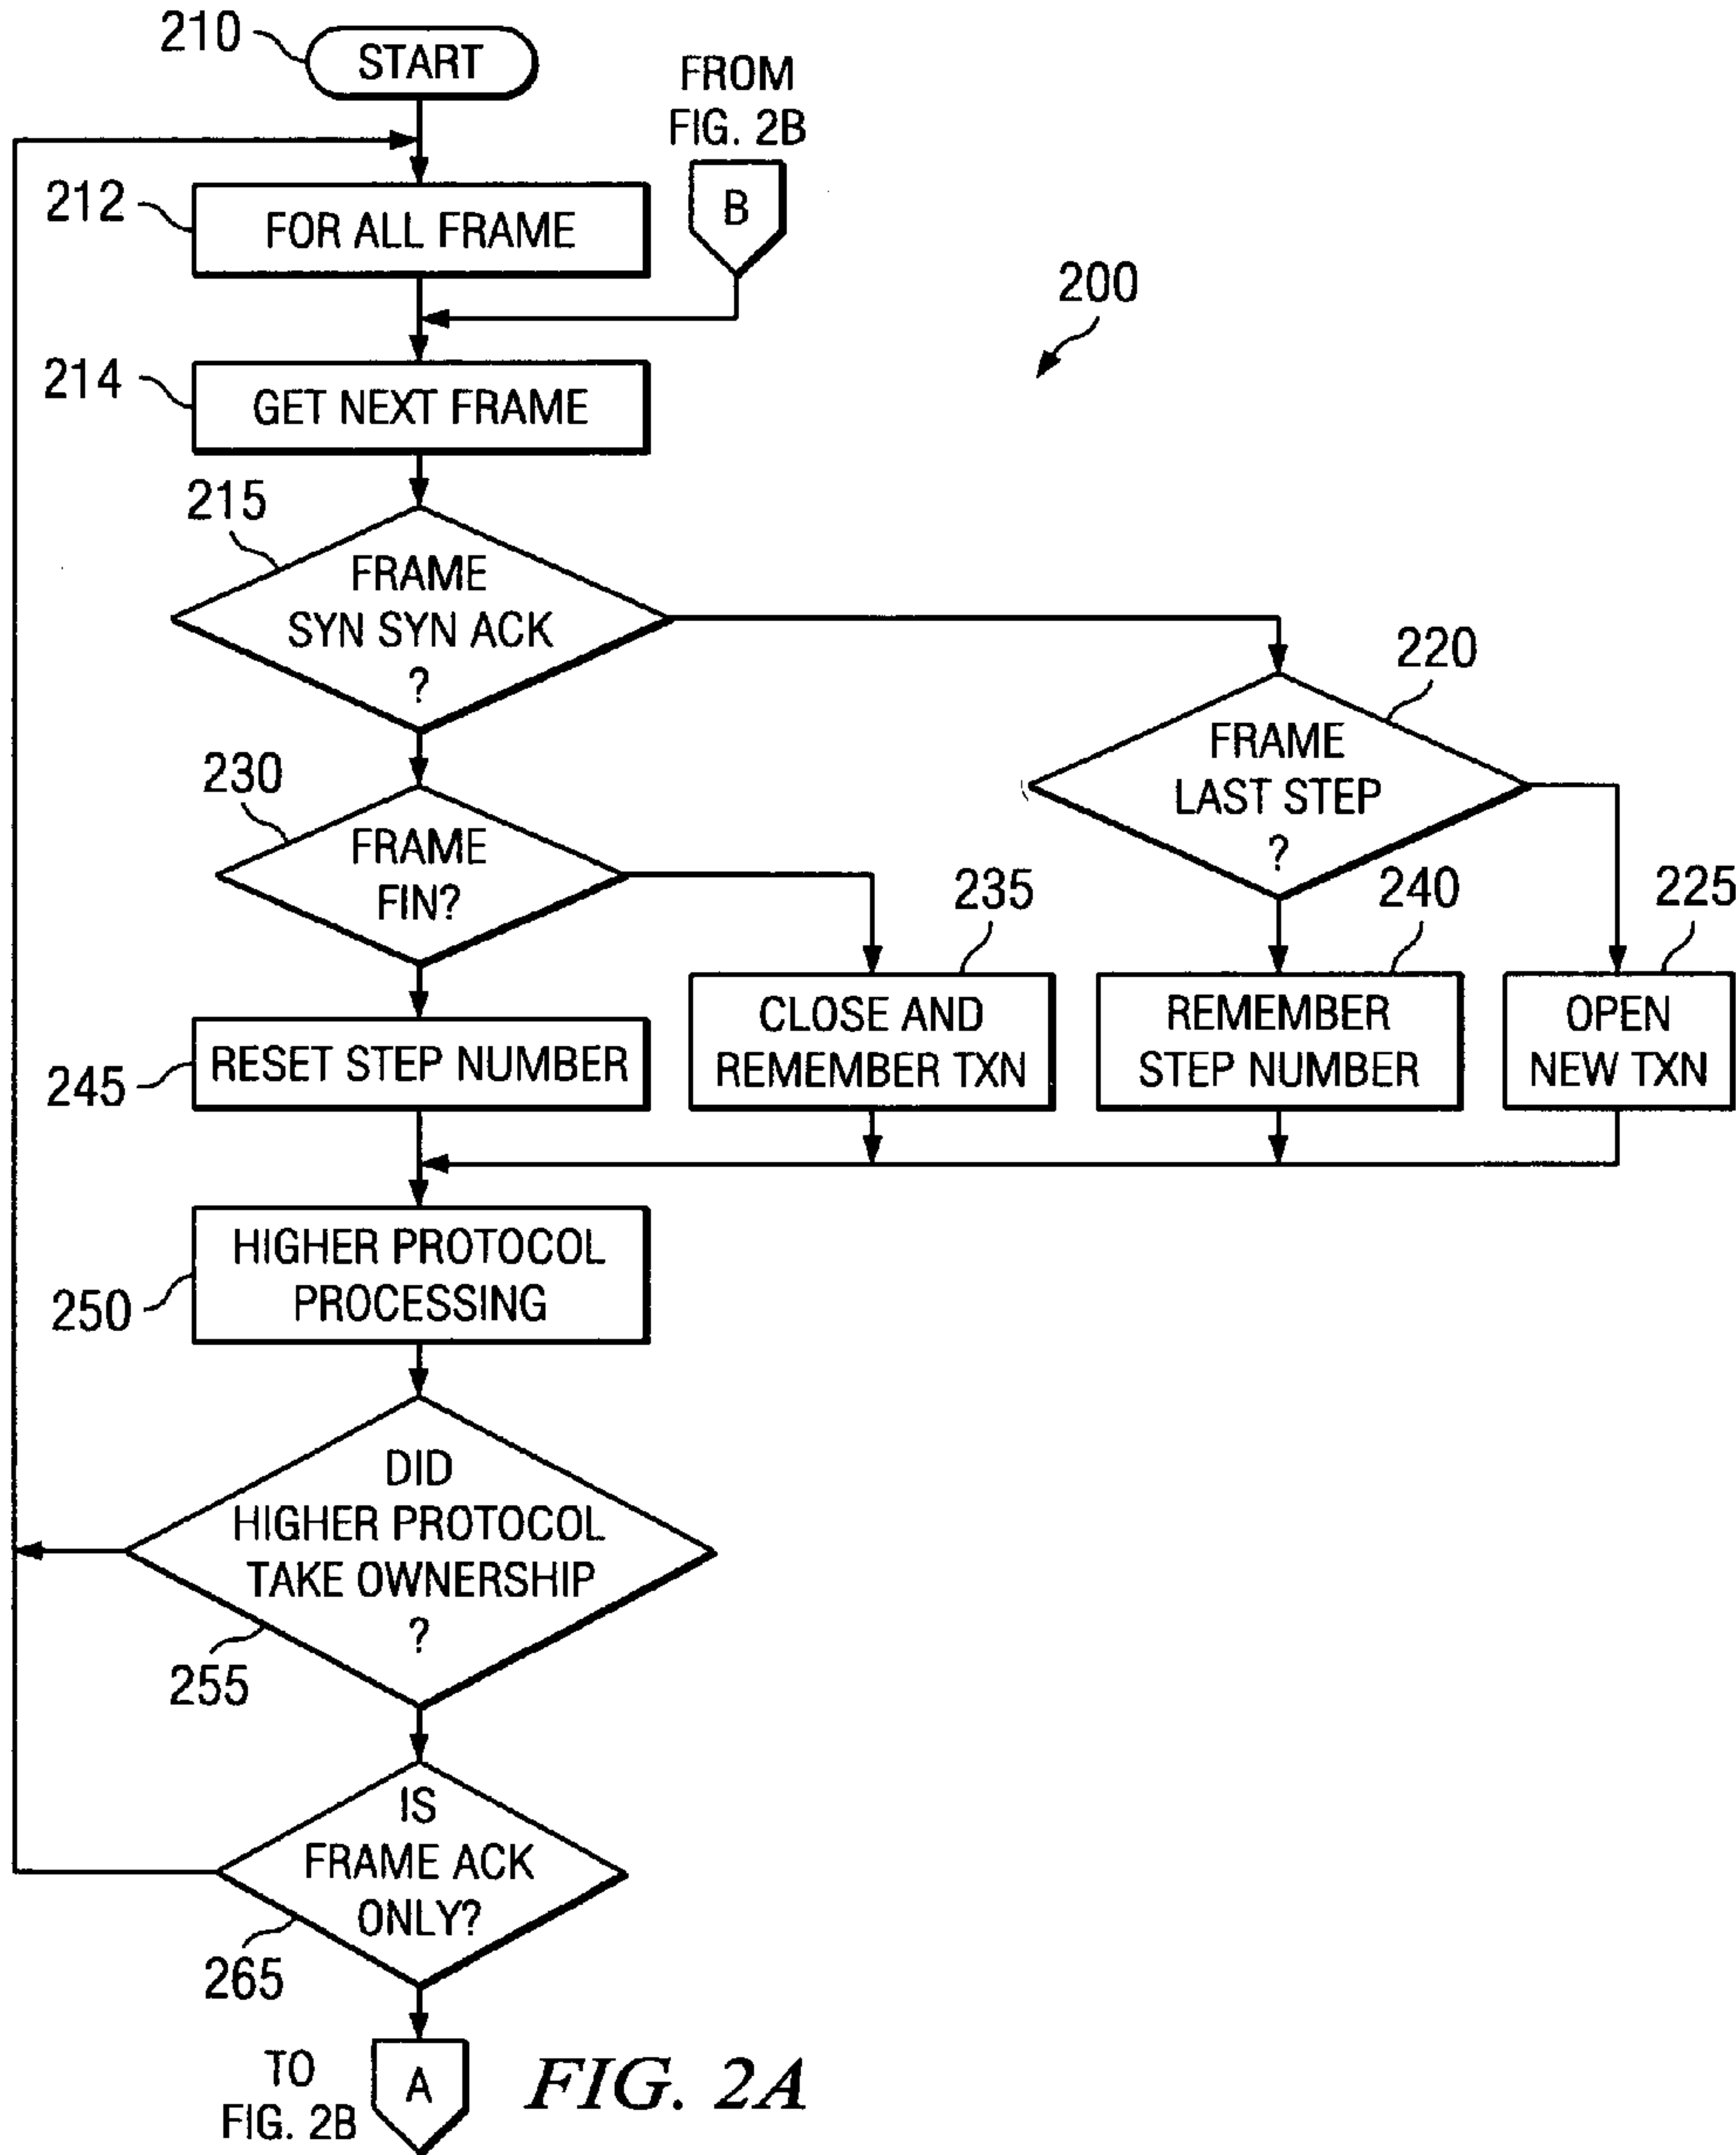 210
START
FROM
FIG. 2B
B
212
FOR ALL FRAME
200
214
GET NEXT FRAME
215
FRAME
SYN SYN ACK
?
220
FRAME
LAST STEP
?
230
FRAME
FIN?
235
240
225
CLOSE AND
REMEMBER TXN
REMEMBER
STEP NUMBER
OPEN
NEW TXN
245
RESET STEP NUMBER
250
HIGHER PROTOCOL
PROCESSING
DID
HIGHER PROTOCOL
TAKE OWNERSHIP
?
255
IS
FRAME ACK
ONLY?
265
TO
FIG. 2B
A
FIG. 2A